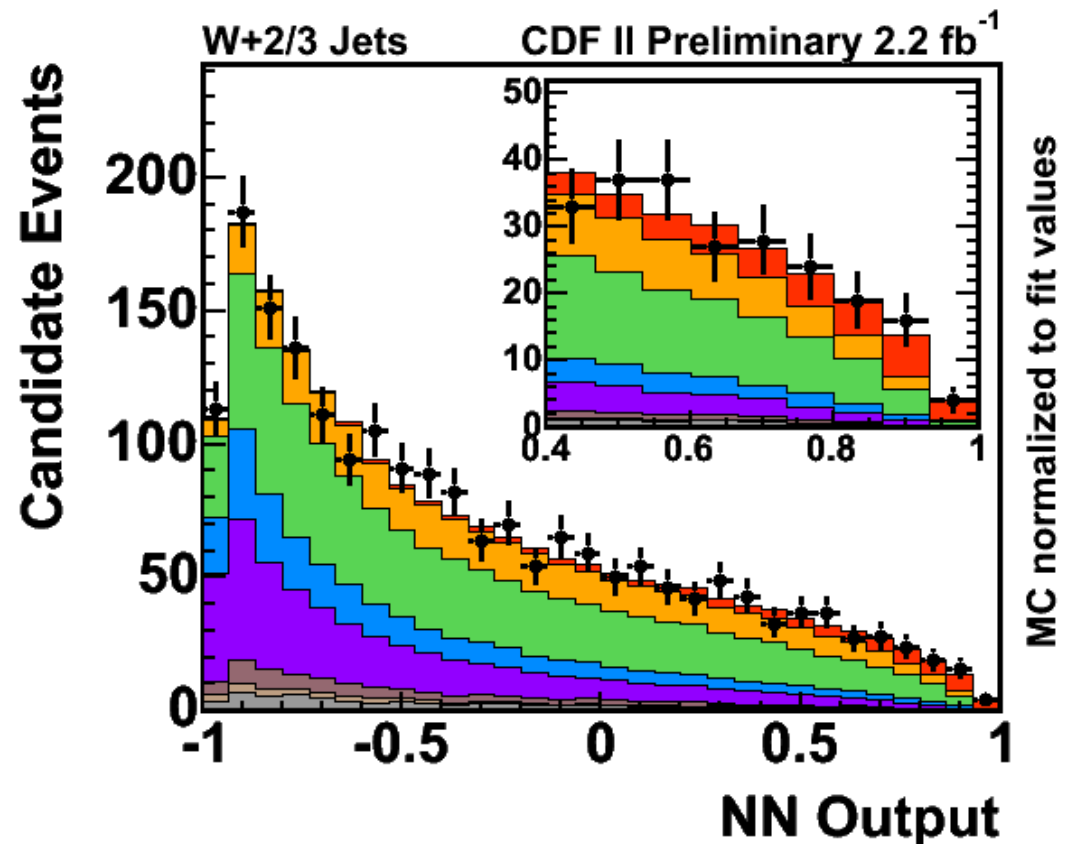 W+2/3 Jets CDF II Preliminary 2.2 fb-1
Candidate Events
200
150
100
50
0
-1 -0.5 0 0.5 1
NN Output
50
40
30
20
10
0
0.4 0.6 0.8 1
MC normalized to fit values